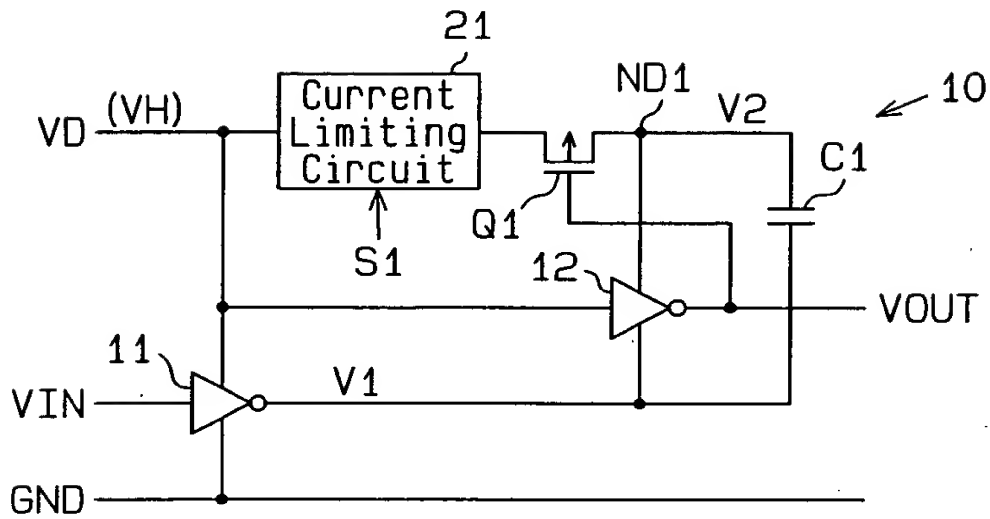 21
ND1
V2
10
VD
(VH)
Current
Limiting
Circuit
C1
Q1
S1
12
VOUT
11
V1
VIN
GND